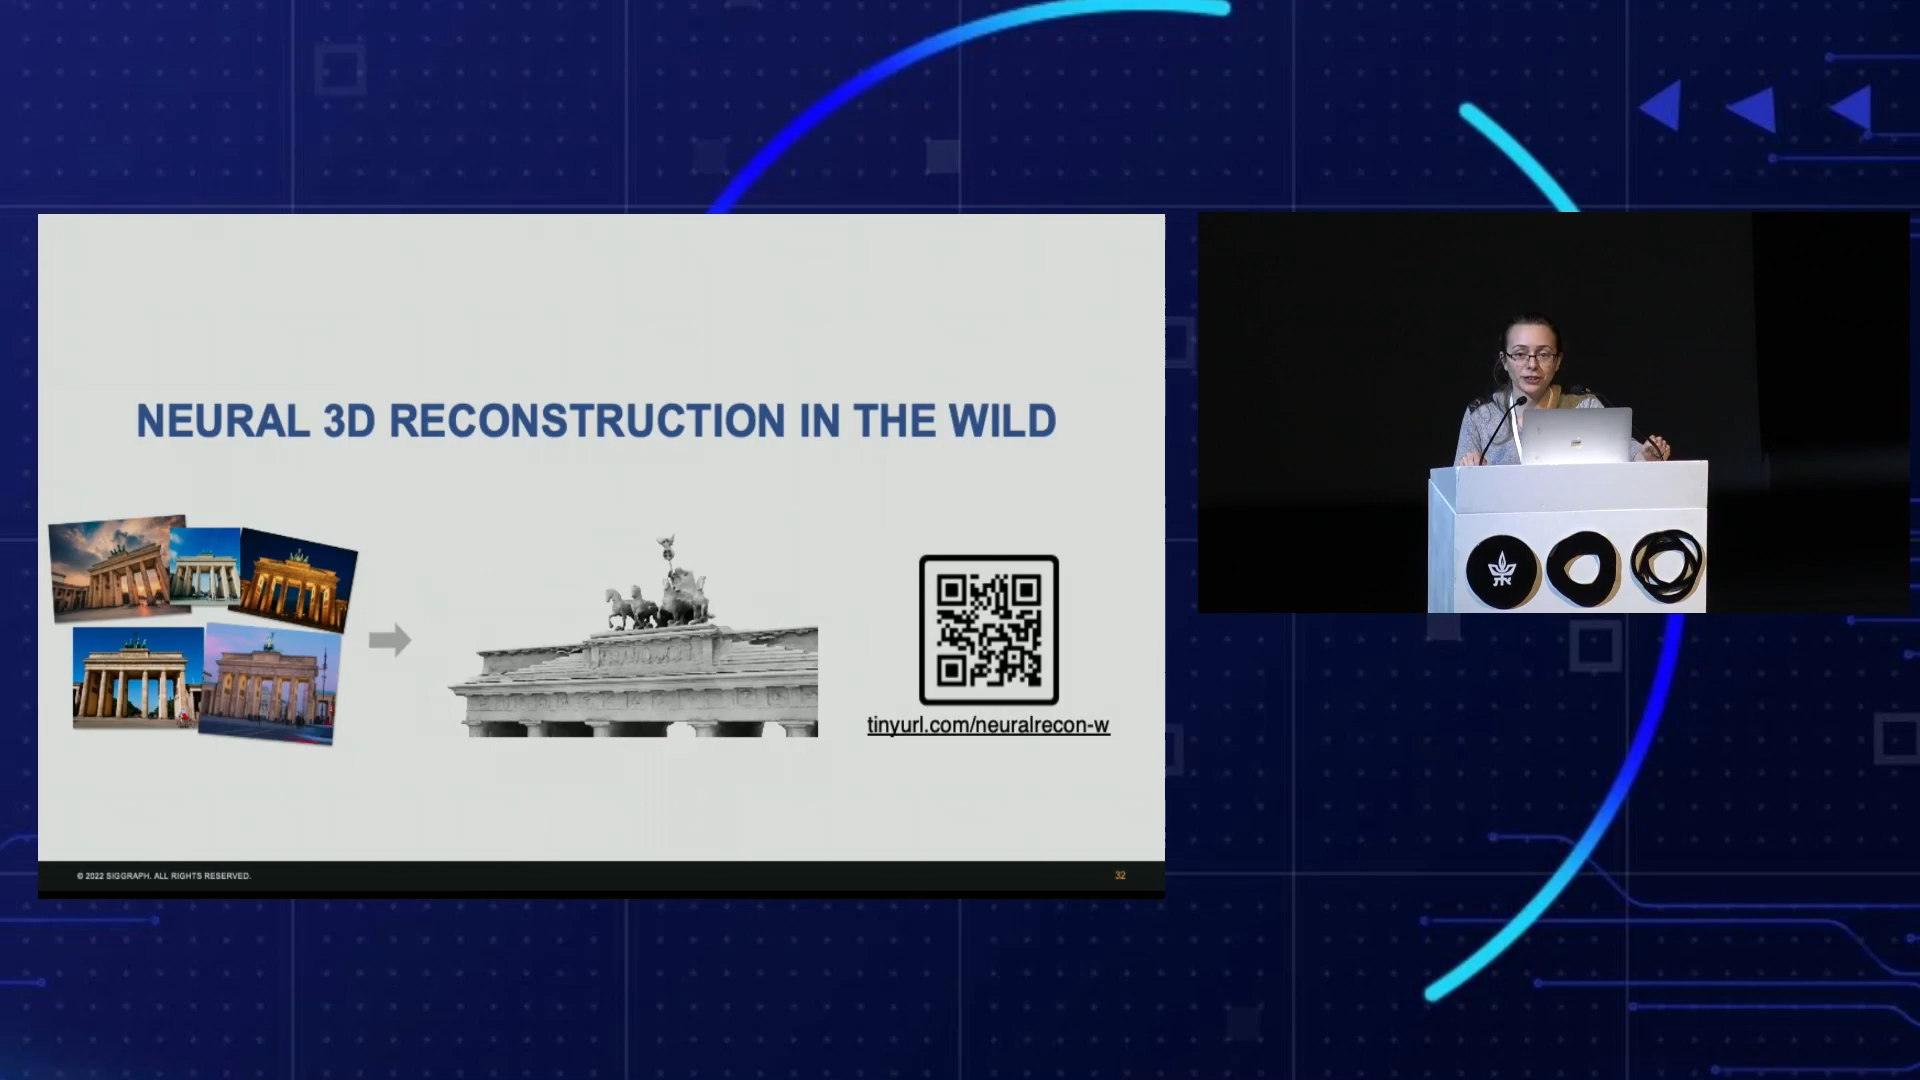 NEURAL 3D RECONSTRUCTION IN THE WILD
tinyurl.com/neuralrecon-w
© 2022 SIGGRAPH. ALL RIGHTS RESERVED.
32